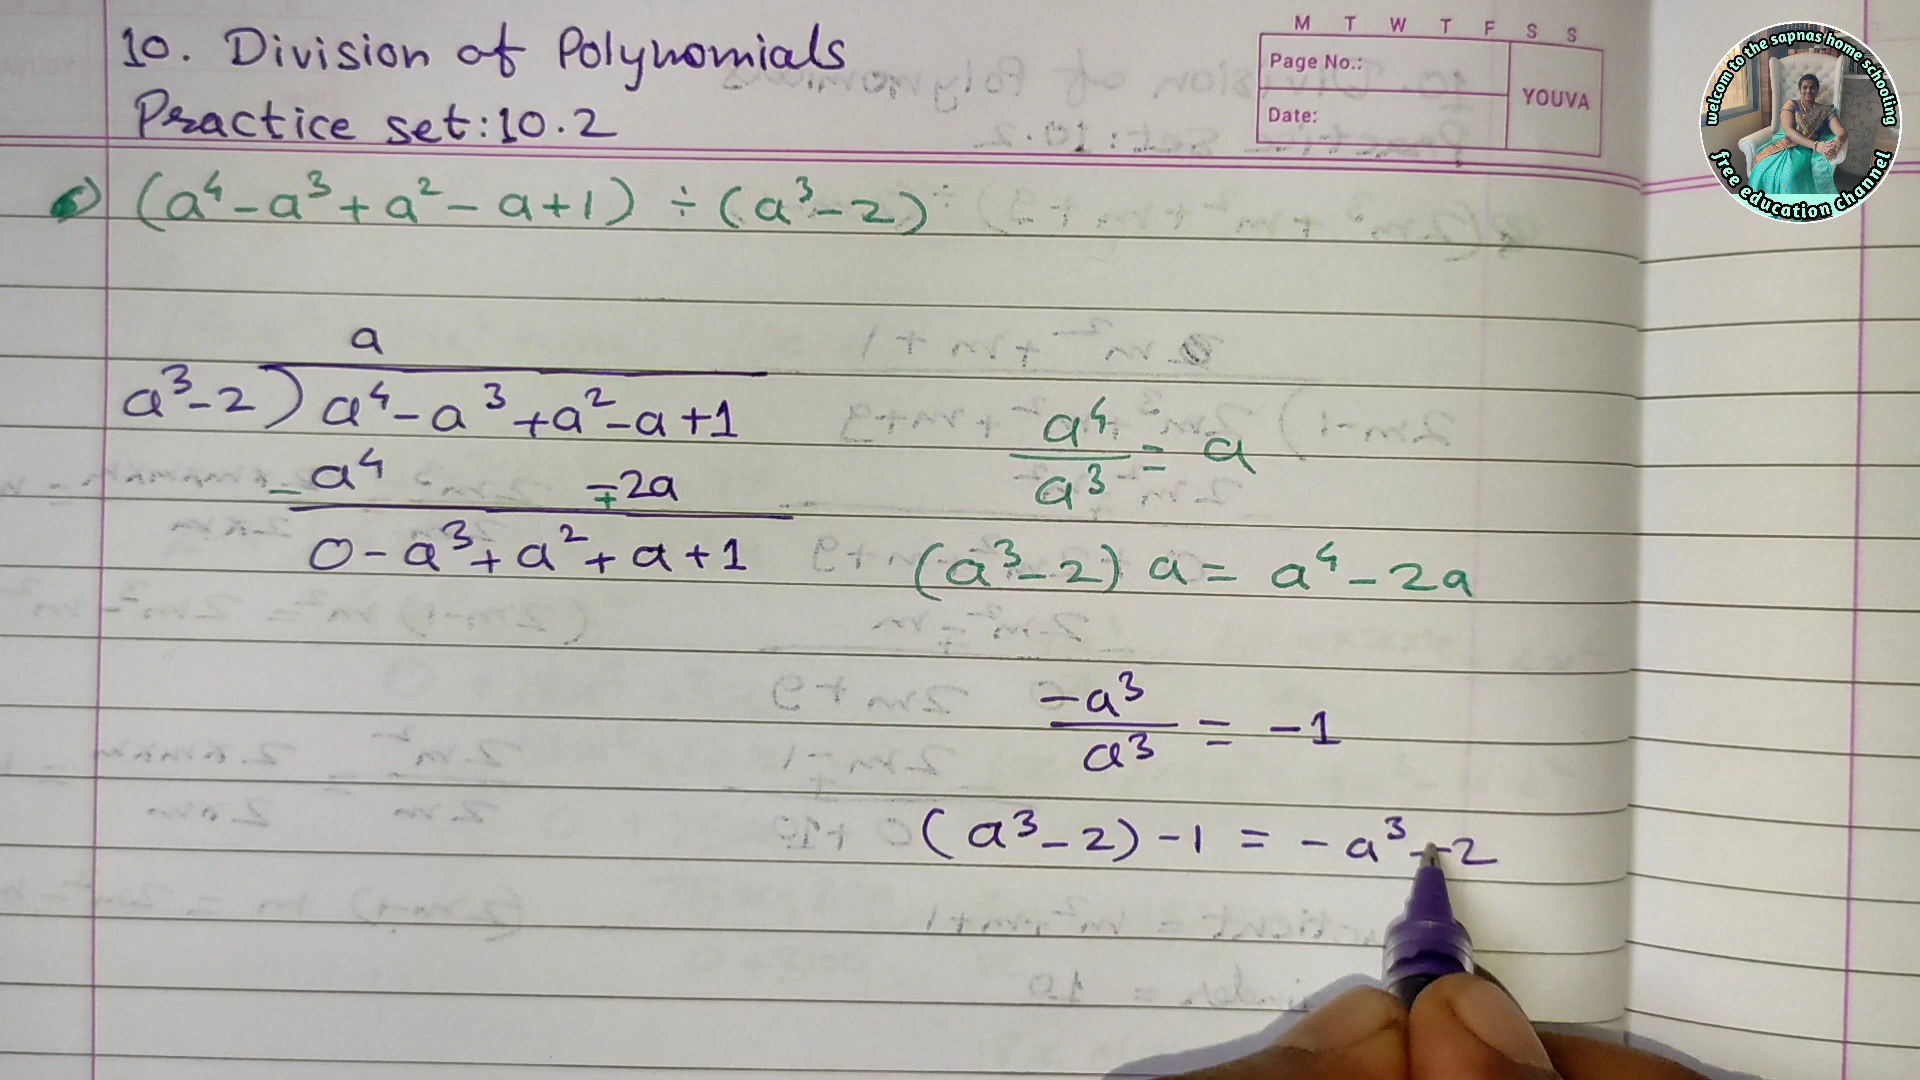 10. Division of Polynomials
Practice set:10.2
M T W T F S S
Page No.:
Date:
YOUVA
welcom to the sapnas home schooling
free education channel
(a⁴-a³+a²-a+1) ÷ (a³-2)
a
a³-2) a⁴-a³+a²-a+1
-a⁴ -+2a
0-a³+a²+a+1
a⁴/a³ = a
(a³-2) a = a⁴-2a
-a³/a³ = -1
(a³-2)-1 = -a³-2